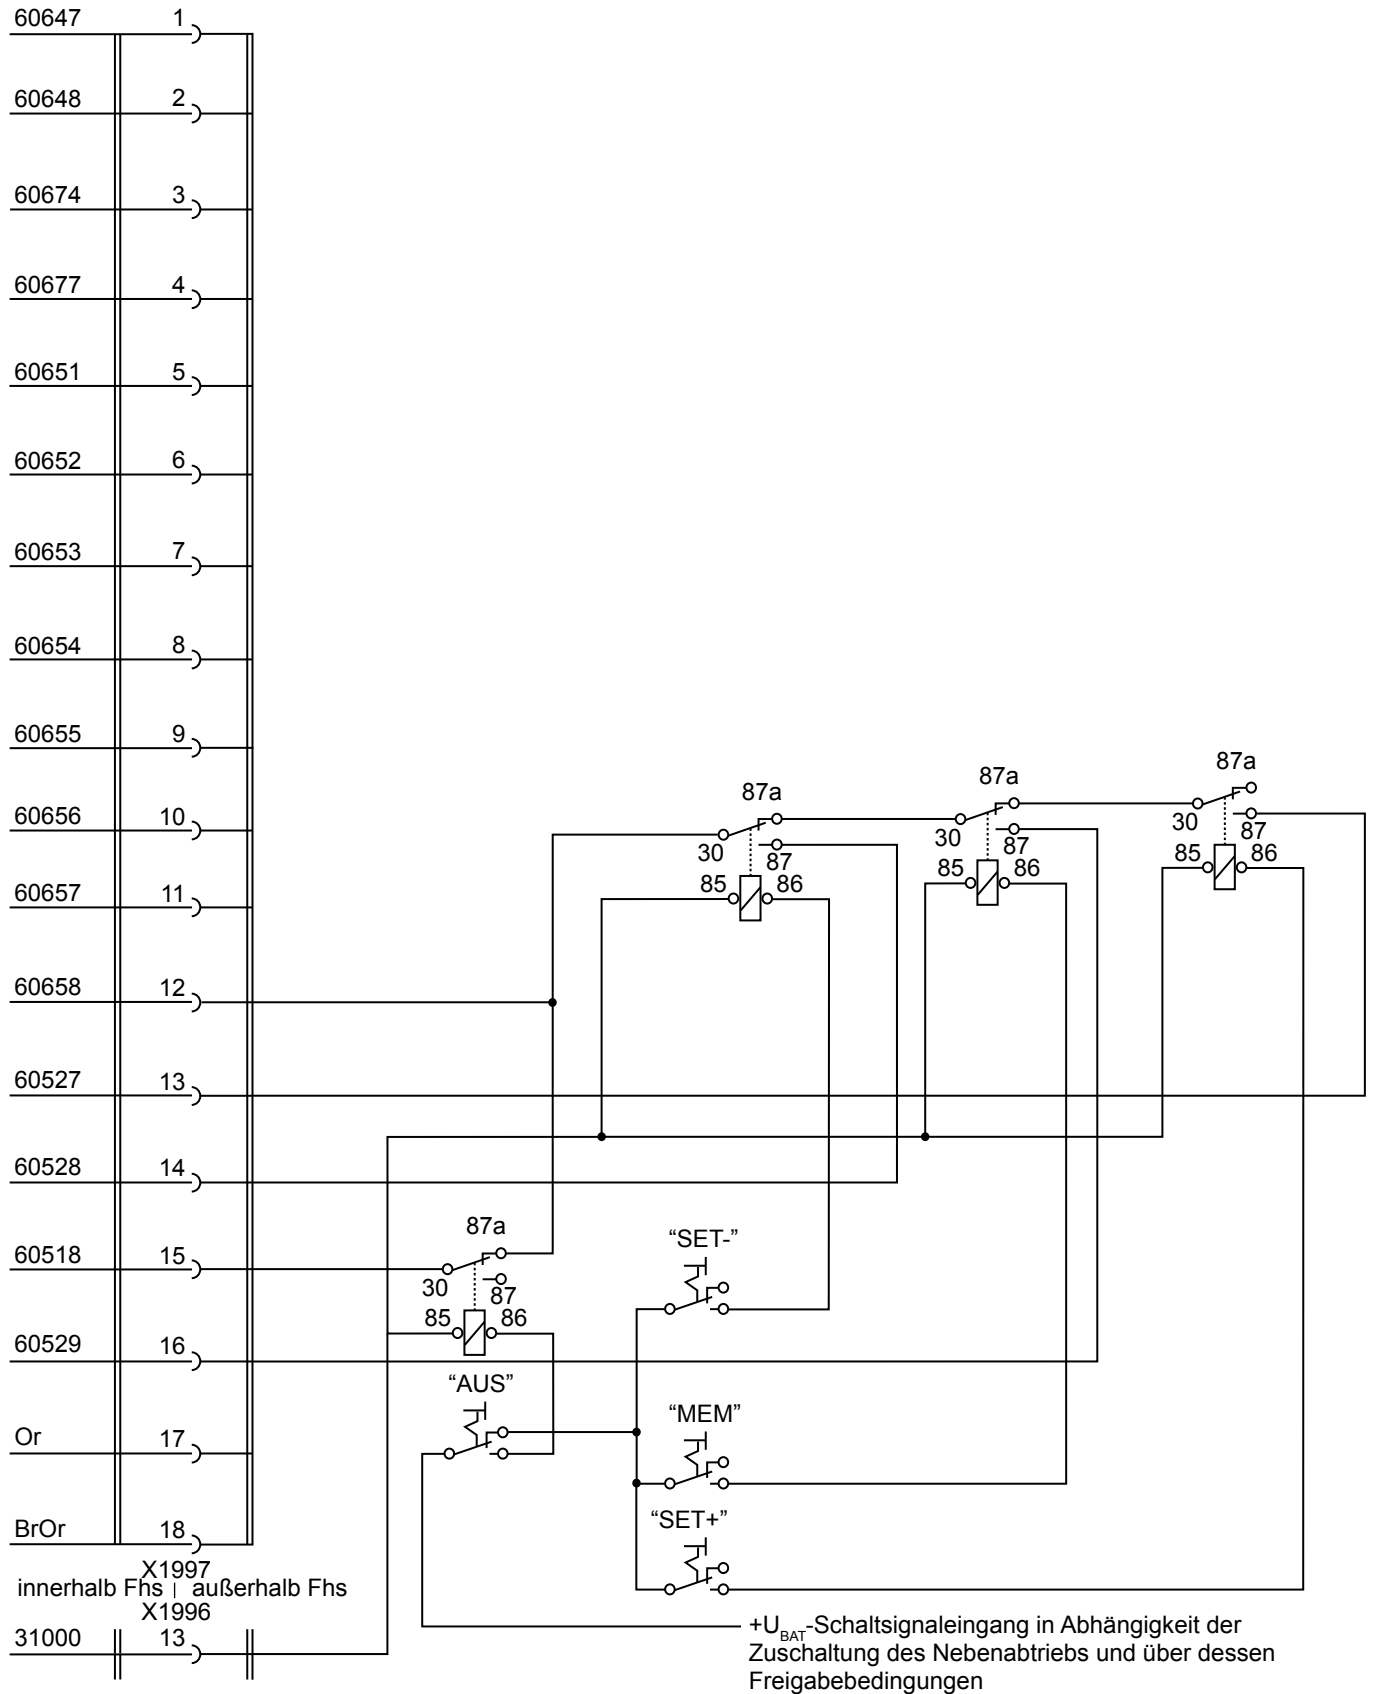 60647 1
60648 2
60674 3
60677 4
60651 5
60652 6
60653 7
60654 8
60655 9
87a
87a
87a
60656 10
30
30
30
87
87
87
85 86
85 86
85 86
60657 11
60658 12
60527 13
60528 14
87a
"SET-"
60518 15
30
87
85 86
60529 16
“AUS”
“MEM”
Or 17
“SET+”
BrOr 18
X1997
innerhalb Fhs | außerhalb Fhs
X1996
31000 13
+UBAT-Schaltsignaleingang in Abhängigkeit der
Zuschaltung des Nebenabtriebs und über dessen
Freigabebedingungen